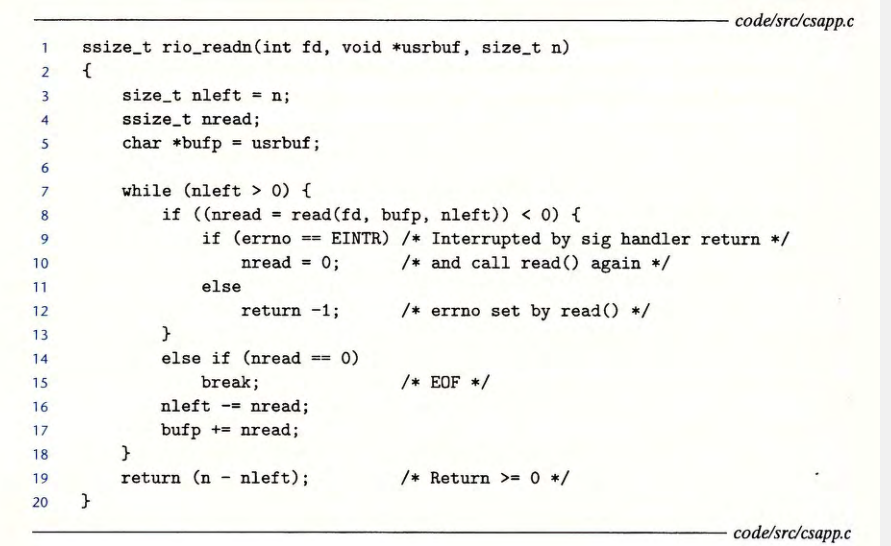 code/src/csapp.c
1 ssize_t rio_readn(int fd, void *usrbuf, size_t n)
2 {
3 size_t nleft = n;
4 ssize_t nread;
5 char *bufp = usrbuf;
6
7 while (nleft > 0) {
8 if ((nread = read(fd, bufp, nleft)) < 0) {
9 if (errno == EINTR) /* Interrupted by sig handler return */
10 nread = 0; /* and call read() again */
11 else
12 return -1; /* errno set by read() */
13 }
14 else if (nread == 0)
15 break; /* EOF */
16 nleft -= nread;
17 bufp += nread;
18 }
19 return (n - nleft); /* Return >= 0 */
20 }
code/src/csapp.c